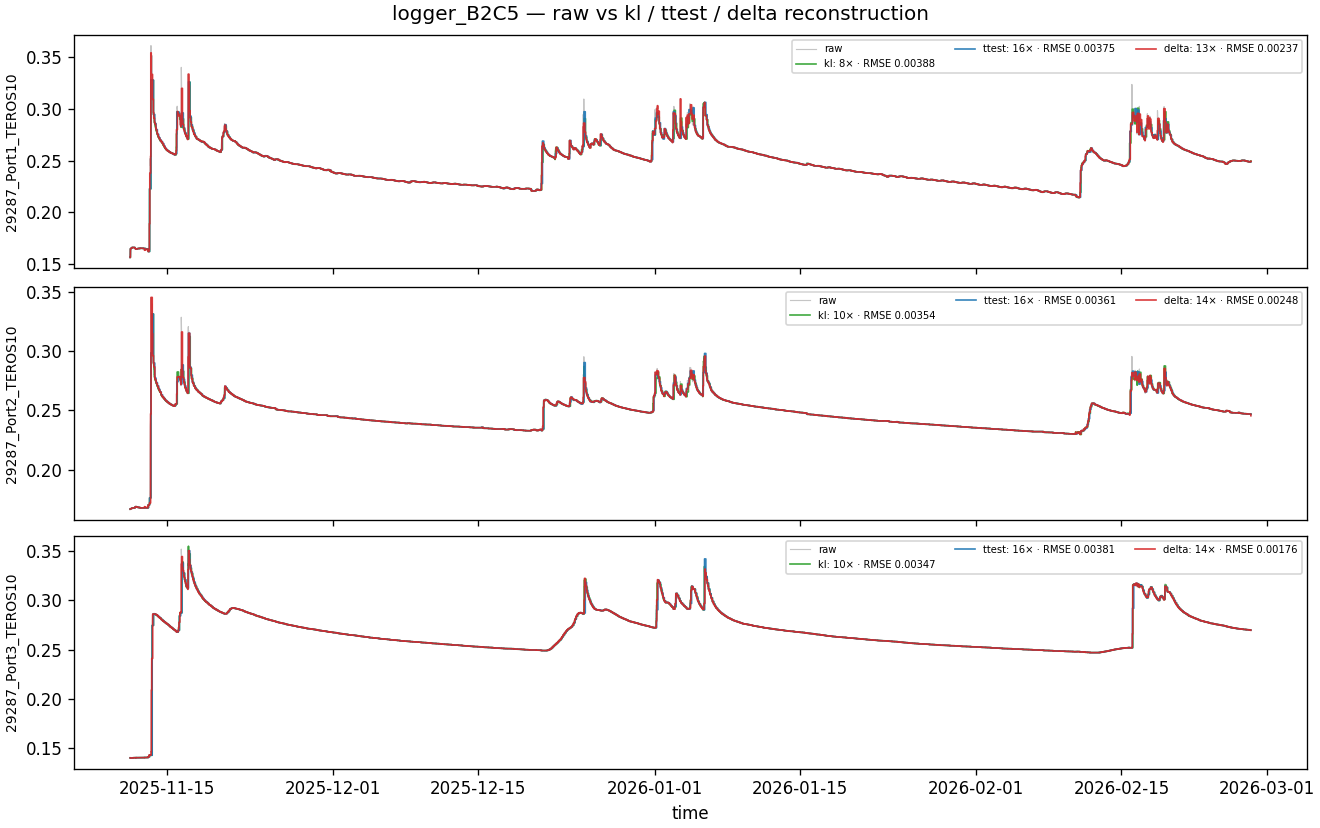 logger_B2C5 — raw vs kl / ttest / delta reconstruction
29287_Port1_TEROS10
0.35
0.30
0.25
0.20
0.15
raw
kl: 8× · RMSE 0.00388
ttest: 16× · RMSE 0.00375
delta: 13× · RMSE 0.00237
29287_Port2_TEROS10
0.35
0.30
0.25
0.20
raw
kl: 10× · RMSE 0.00354
ttest: 16× · RMSE 0.00361
delta: 14× · RMSE 0.00248
29287_Port3_TEROS10
0.35
0.30
0.25
0.20
0.15
raw
kl: 10× · RMSE 0.00347
ttest: 16× · RMSE 0.00381
delta: 14× · RMSE 0.00176
2025-11-15 2025-12-01 2025-12-15 2026-01-01 2026-01-15 2026-02-01 2026-02-15 2026-03-01
time